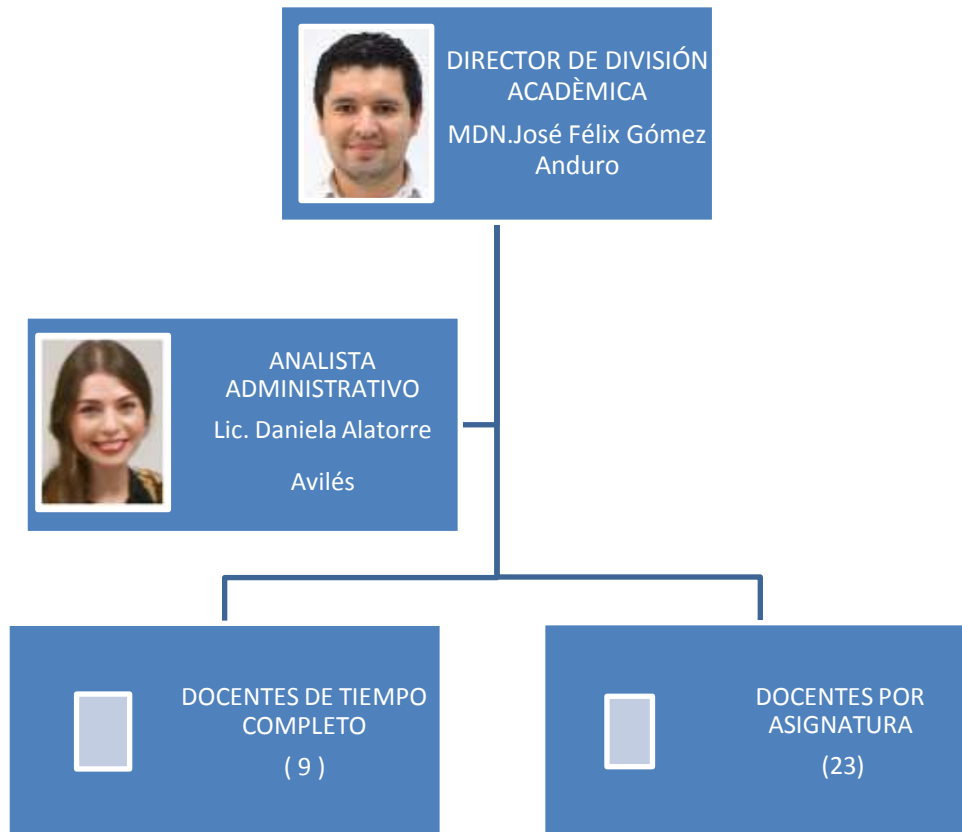 DIRECTOR DE DIVISIÓN
ACADÈMICA
MDN.José Félix Gómez
Anduro
ANALISTA
ADMINISTRATIVO
Lic. Daniela Alatorre
Avilés
DOCENTES DE TIEMPO
COMPLETO
( 9 )
DOCENTES POR
ASIGNATURA
(23)